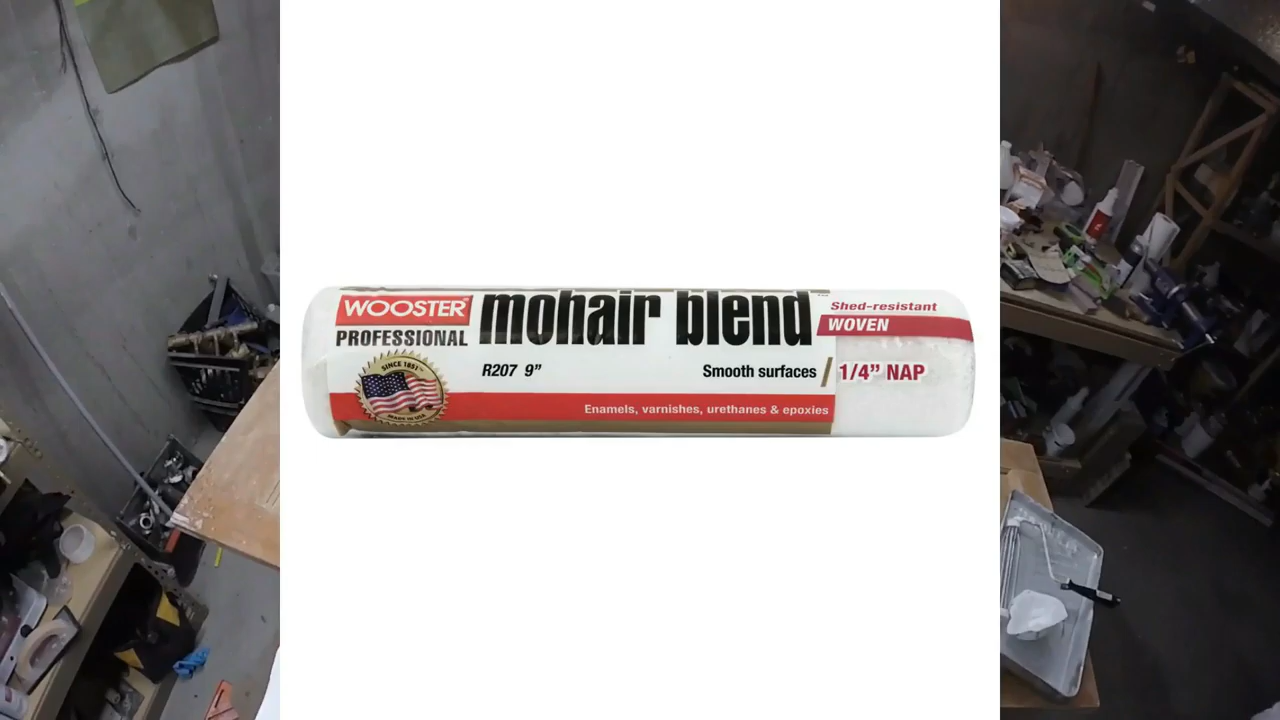 WOOSTER
PROFESSIONAL
mohair blend™
Shed-resistant
WOVEN
SINCE 1851
MADE IN USA
R207 9”
Smooth surfaces / 1/4” NAP
Enamels, varnishes, urethanes & epoxies